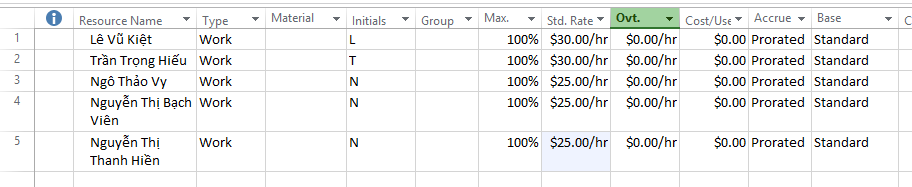 Resource Name Type Material Initials Group Max. Std. Rate Ovt. Cost/Use Accrue Base
1 Lê Vũ Kiệt Work L 100% $30.00/hr $0.00/hr $0.00 Prorated Standard
2 Trần Trọng Hiếu Work T 100% $30.00/hr $0.00/hr $0.00 Prorated Standard
3 Ngô Thảo Vy Work N 100% $25.00/hr $0.00/hr $0.00 Prorated Standard
4 Nguyễn Thị Bạch Work N 100% $25.00/hr $0.00/hr $0.00 Prorated Standard
Viên
5 Nguyễn Thị Work N 100% $25.00/hr $0.00/hr $0.00 Prorated Standard
Thanh Hiền